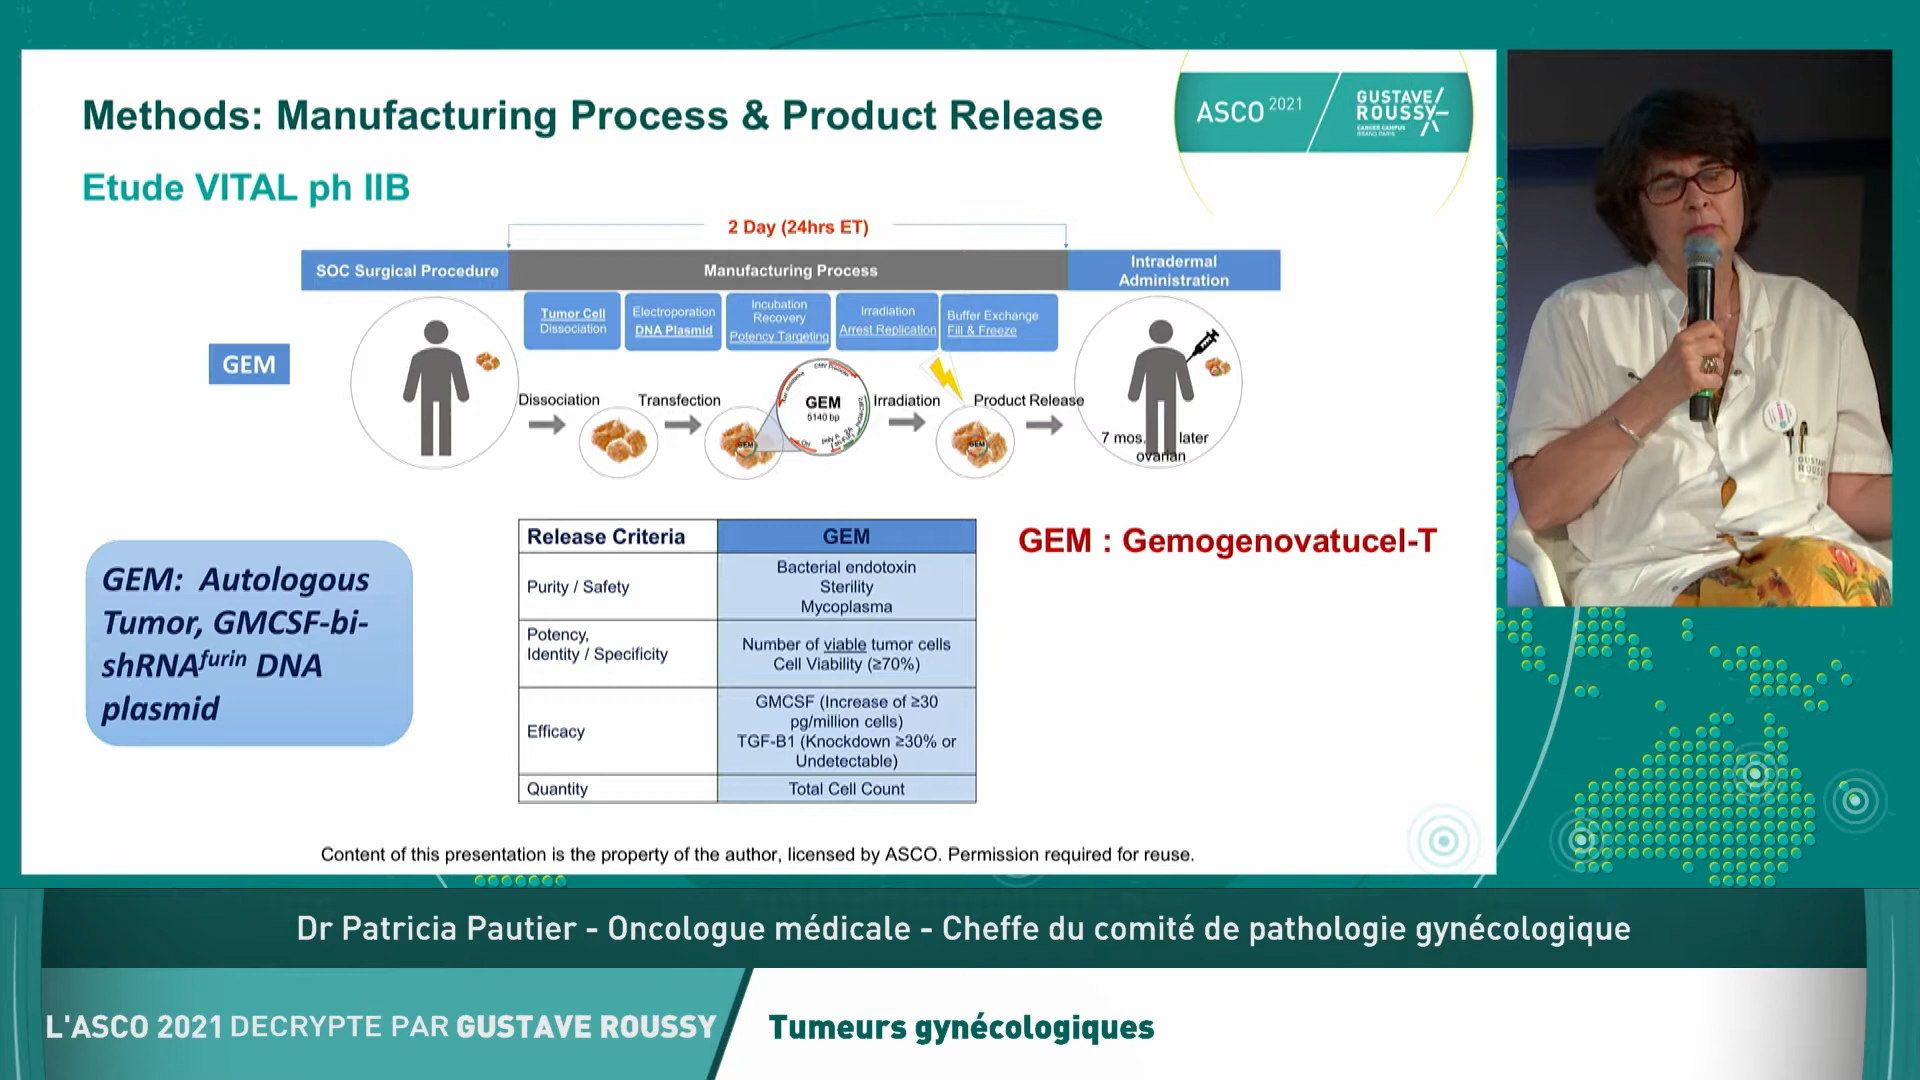 Methods: Manufacturing Process & Product Release
Etude VITAL ph IIB
ASCO 2021
GUSTAVE/
ROUSSY
CANCER CAMPUS
GRAND PARIS
2 Day (24hrs ET)
SOC Surgical Procedure
Manufacturing Process
Intradermal
Administration
Tumor Cell
Dissociation
Electroporation
DNA Plasmid
Incubation
Recovery
Potency Targeting
Irradiation
Arrest Replication
Buffer Exchange
Fill & Freeze
GEM
Dissociation
Transfection
GEM
5140 bp
GEM
Irradiation
GEM
Product Release
7 mos. later
ovarian
GEM: Autologous
Tumor, GMCSF-bi-
shRNAfurin DNA
plasmid
Release Criteria GEM
Purity / Safety
Bacterial endotoxin
Sterility
Mycoplasma
Potency,
Identity / Specificity
Number of viable tumor cells
Cell Viability (≥70%)
Efficacy
GMCSF (Increase of ≥30
pg/million cells)
TGF-B1 (Knockdown ≥30% or
Undetectable)
Quantity Total Cell Count
GEM : Gemogenovatucel-T
Content of this presentation is the property of the author, licensed by ASCO. Permission required for reuse.
GUSTAVE
Dr Patricia Pautier - Oncologue médicale - Cheffe du comité de pathologie gynécologique
L'ASCO 2021 DECRYPTE PAR GUSTAVE ROUSSY
Tumeurs gynécologiques